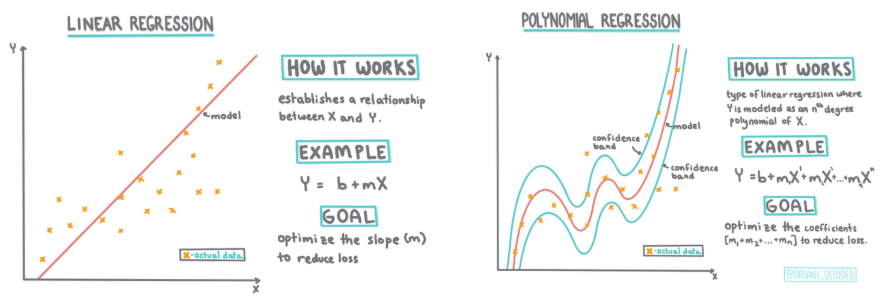 LINEAR REGRESSION
Y
model
X-actual data
X
HOW IT WORKS
establishes a relationship
between X and Y.
EXAMPLE
Y = b+mX
GOAL
optimize the slope (m)
to reduce loss
POLYNOMIAL REGRESSION
Y
confidence
band
model
confidence
band
X-actual data
X
HOW IT WORKS
type of linear regression where
Y is modeled as an nth degree
polynomial of X.
EXAMPLE
GOAL
optimize the coefficients
[m₁+m₂+...+mₙ] to reduce loss.
@DASANI_DECODED